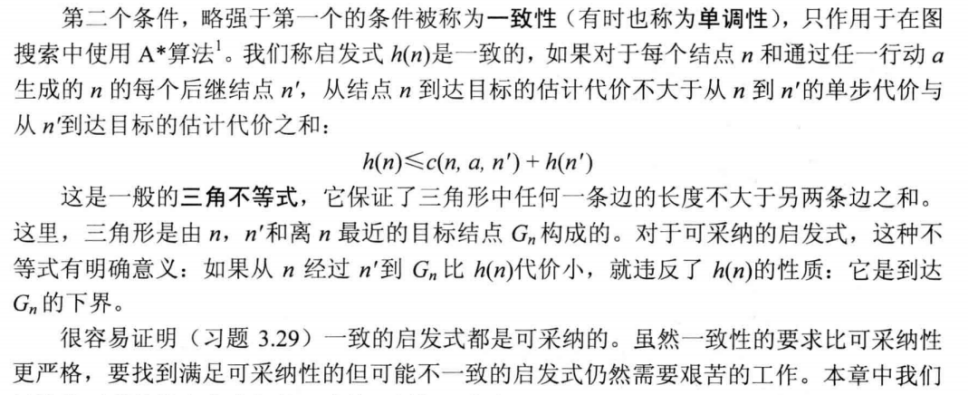 第二个条件，略强于第一个的条件被称为一致性（有时也称为单调性），只作用于在图
搜索中使用 A*算法¹。我们称启发式 h(n)是一致的，如果对于每个结点 n 和通过任一行动 a
生成的 n 的每个后继结点 n′，从结点 n 到达目标的估计代价不大于从 n 到 n′的单步代价与
从 n′到达目标的估计代价之和：
h(n)≤c(n, a, n′) + h(n′)
这是一般的三角不等式，它保证了三角形中任何一条边的长度不大于另两条边之和。
这里，三角形是由 n，n′和离 n 最近的目标结点 Gn 构成的。对于可采纳的启发式，这种不
等式有明确意义：如果从 n 经过 n′到 Gn 比 h(n)代价小，就违反了 h(n)的性质：它是到达
Gn 的下界。
很容易证明（习题 3.29）一致的启发式都是可采纳的。虽然一致性的要求比可采纳性
更严格，要找到满足可采纳性的但可能不一致的启发式仍然需要艰苦的工作。本章中我们